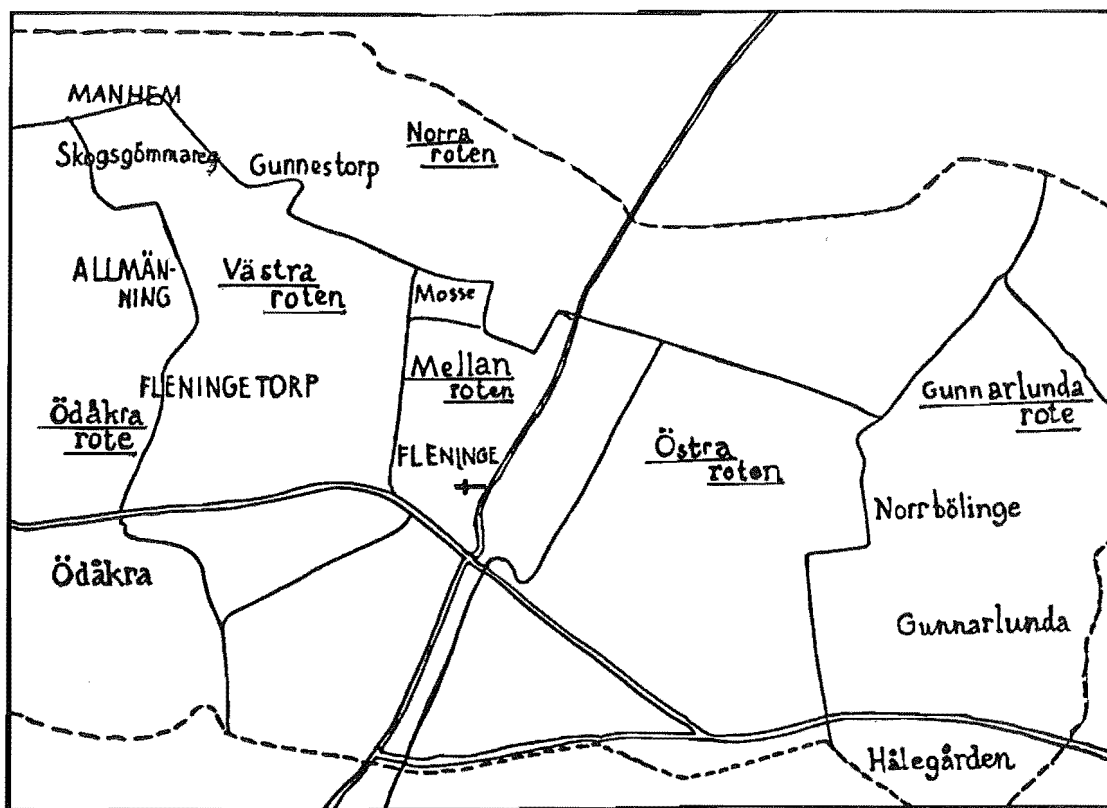 MANHEM
Skogsgömmareg
Gunnestorp
Norra
roten
ALLMÄN-
NING
Västra
roten
Mosse
Mellan
roten
FLENINGETORP
Ödåkra
rote
FLENINGE
Östra
roten
Gunnarlunda
rote
Norrbölinge
Ödåkra
Gunnarlunda
Hålegården